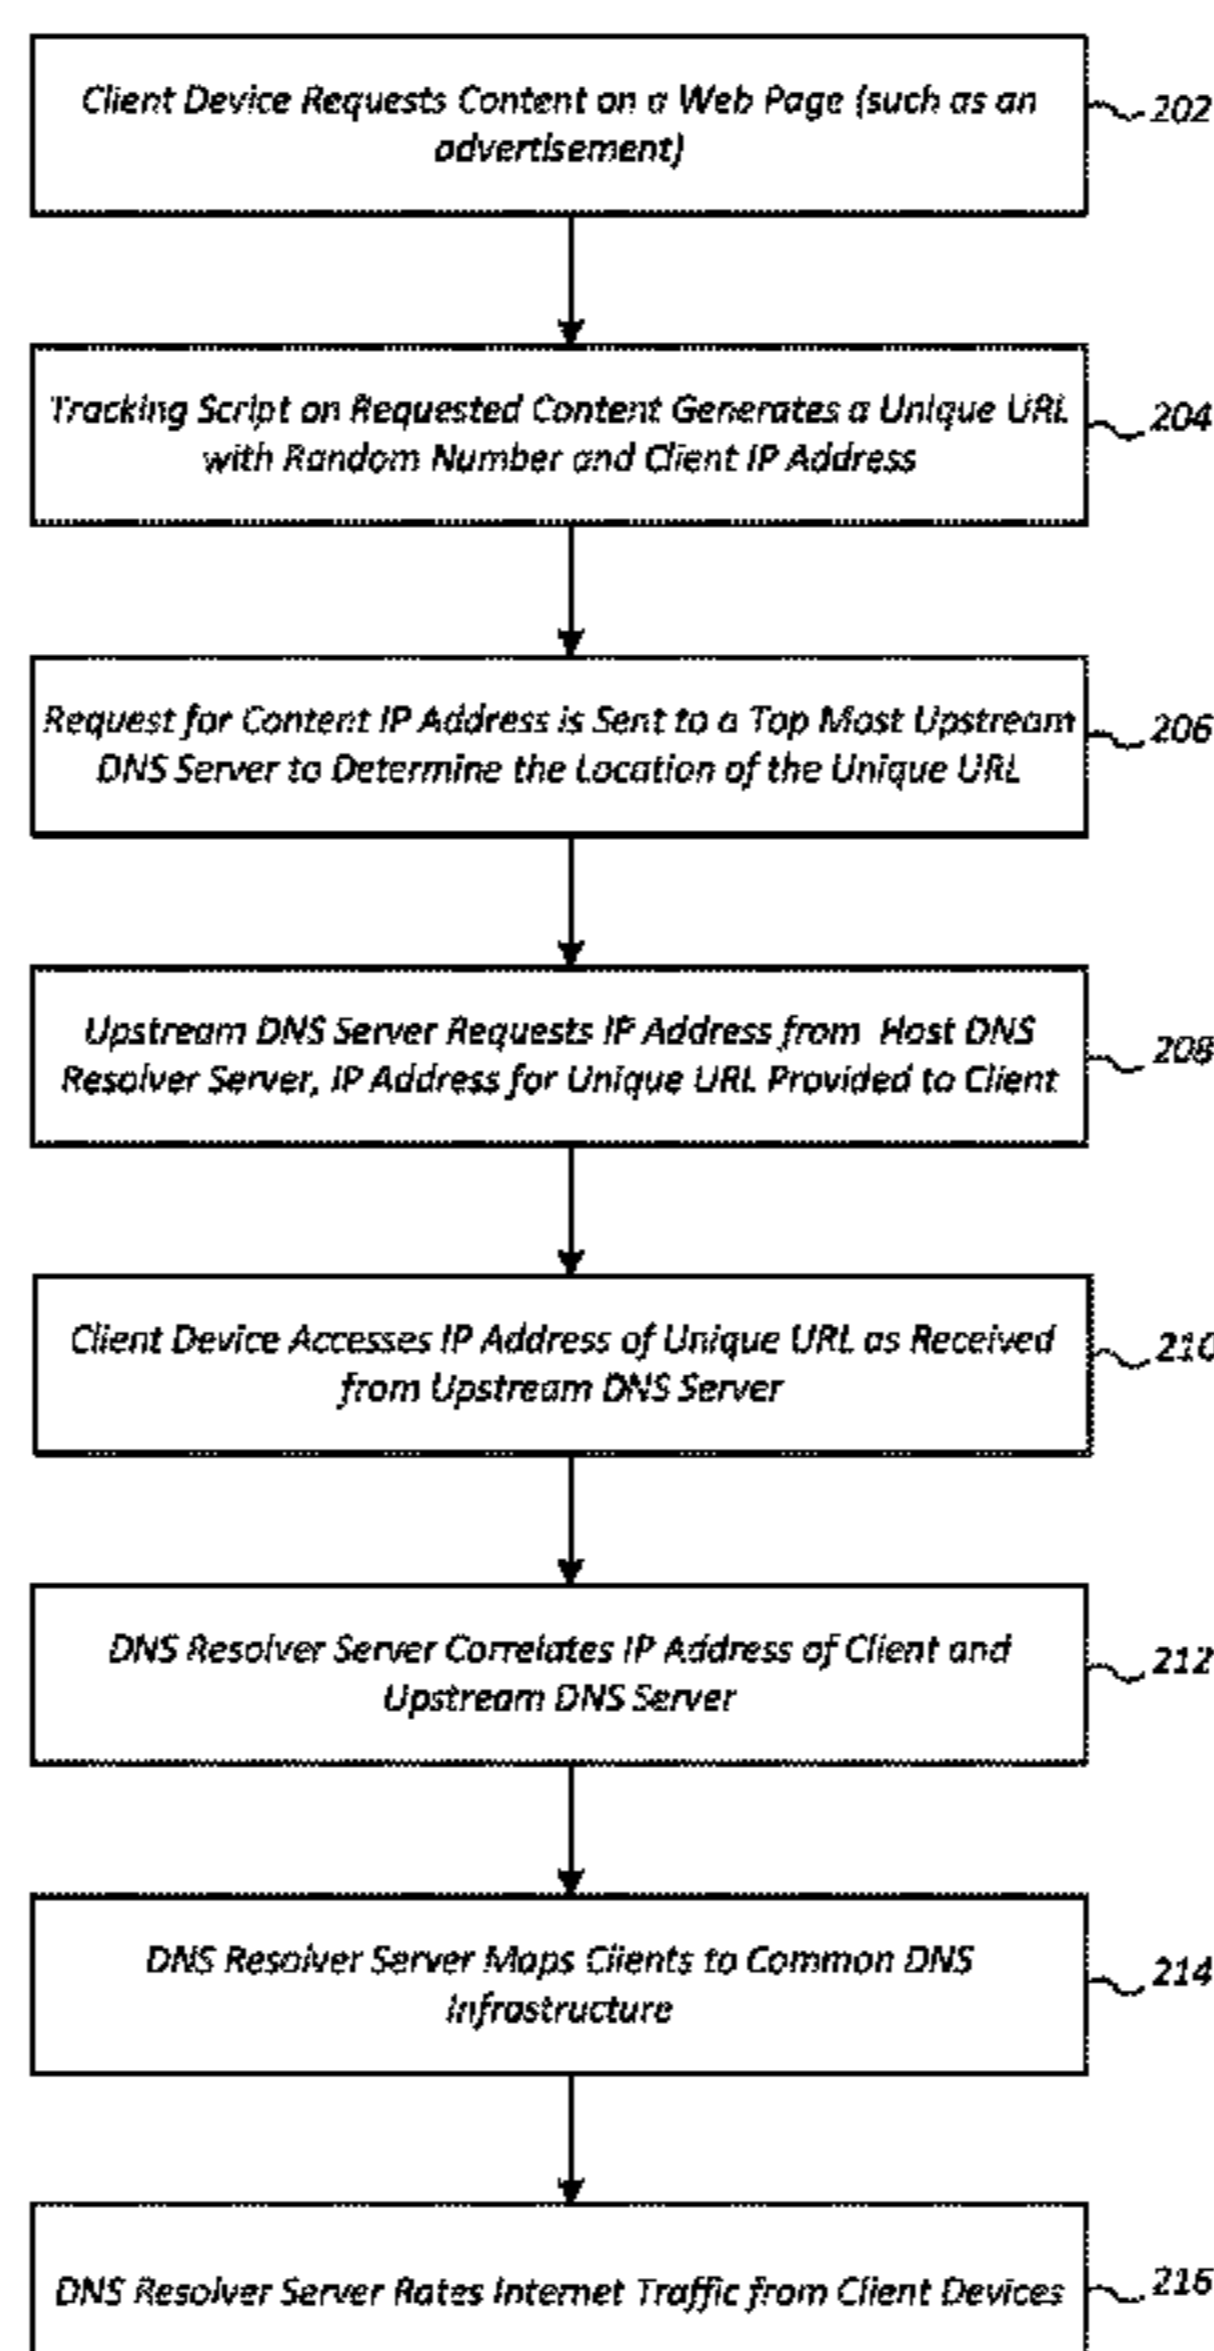 Client Device Requests Content on a Web Page (such as an
advertisement)
202
Tracking Script on Requested Content Generates a Unique URL
with Random Number and Client IP Address
204
Request for Content IP Address is Sent to a Top Most Upstream
DNS Server to Determine the Location of the Unique URL
206
Upstream DNS Server Requests IP Address from Host DNS
Resolver Server, IP Address for Unique URL Provided to Client
208
Client Device Accesses IP Address of Unique URL as Received
from Upstream DNS Server
210
DNS Resolver Server Correlates IP Address of Client and
Upstream DNS Server
212
DNS Resolver Server Maps Clients to Common DNS
Infrastructure
214
DNS Resolver Server Rates Internet Traffic from Client Devices
216